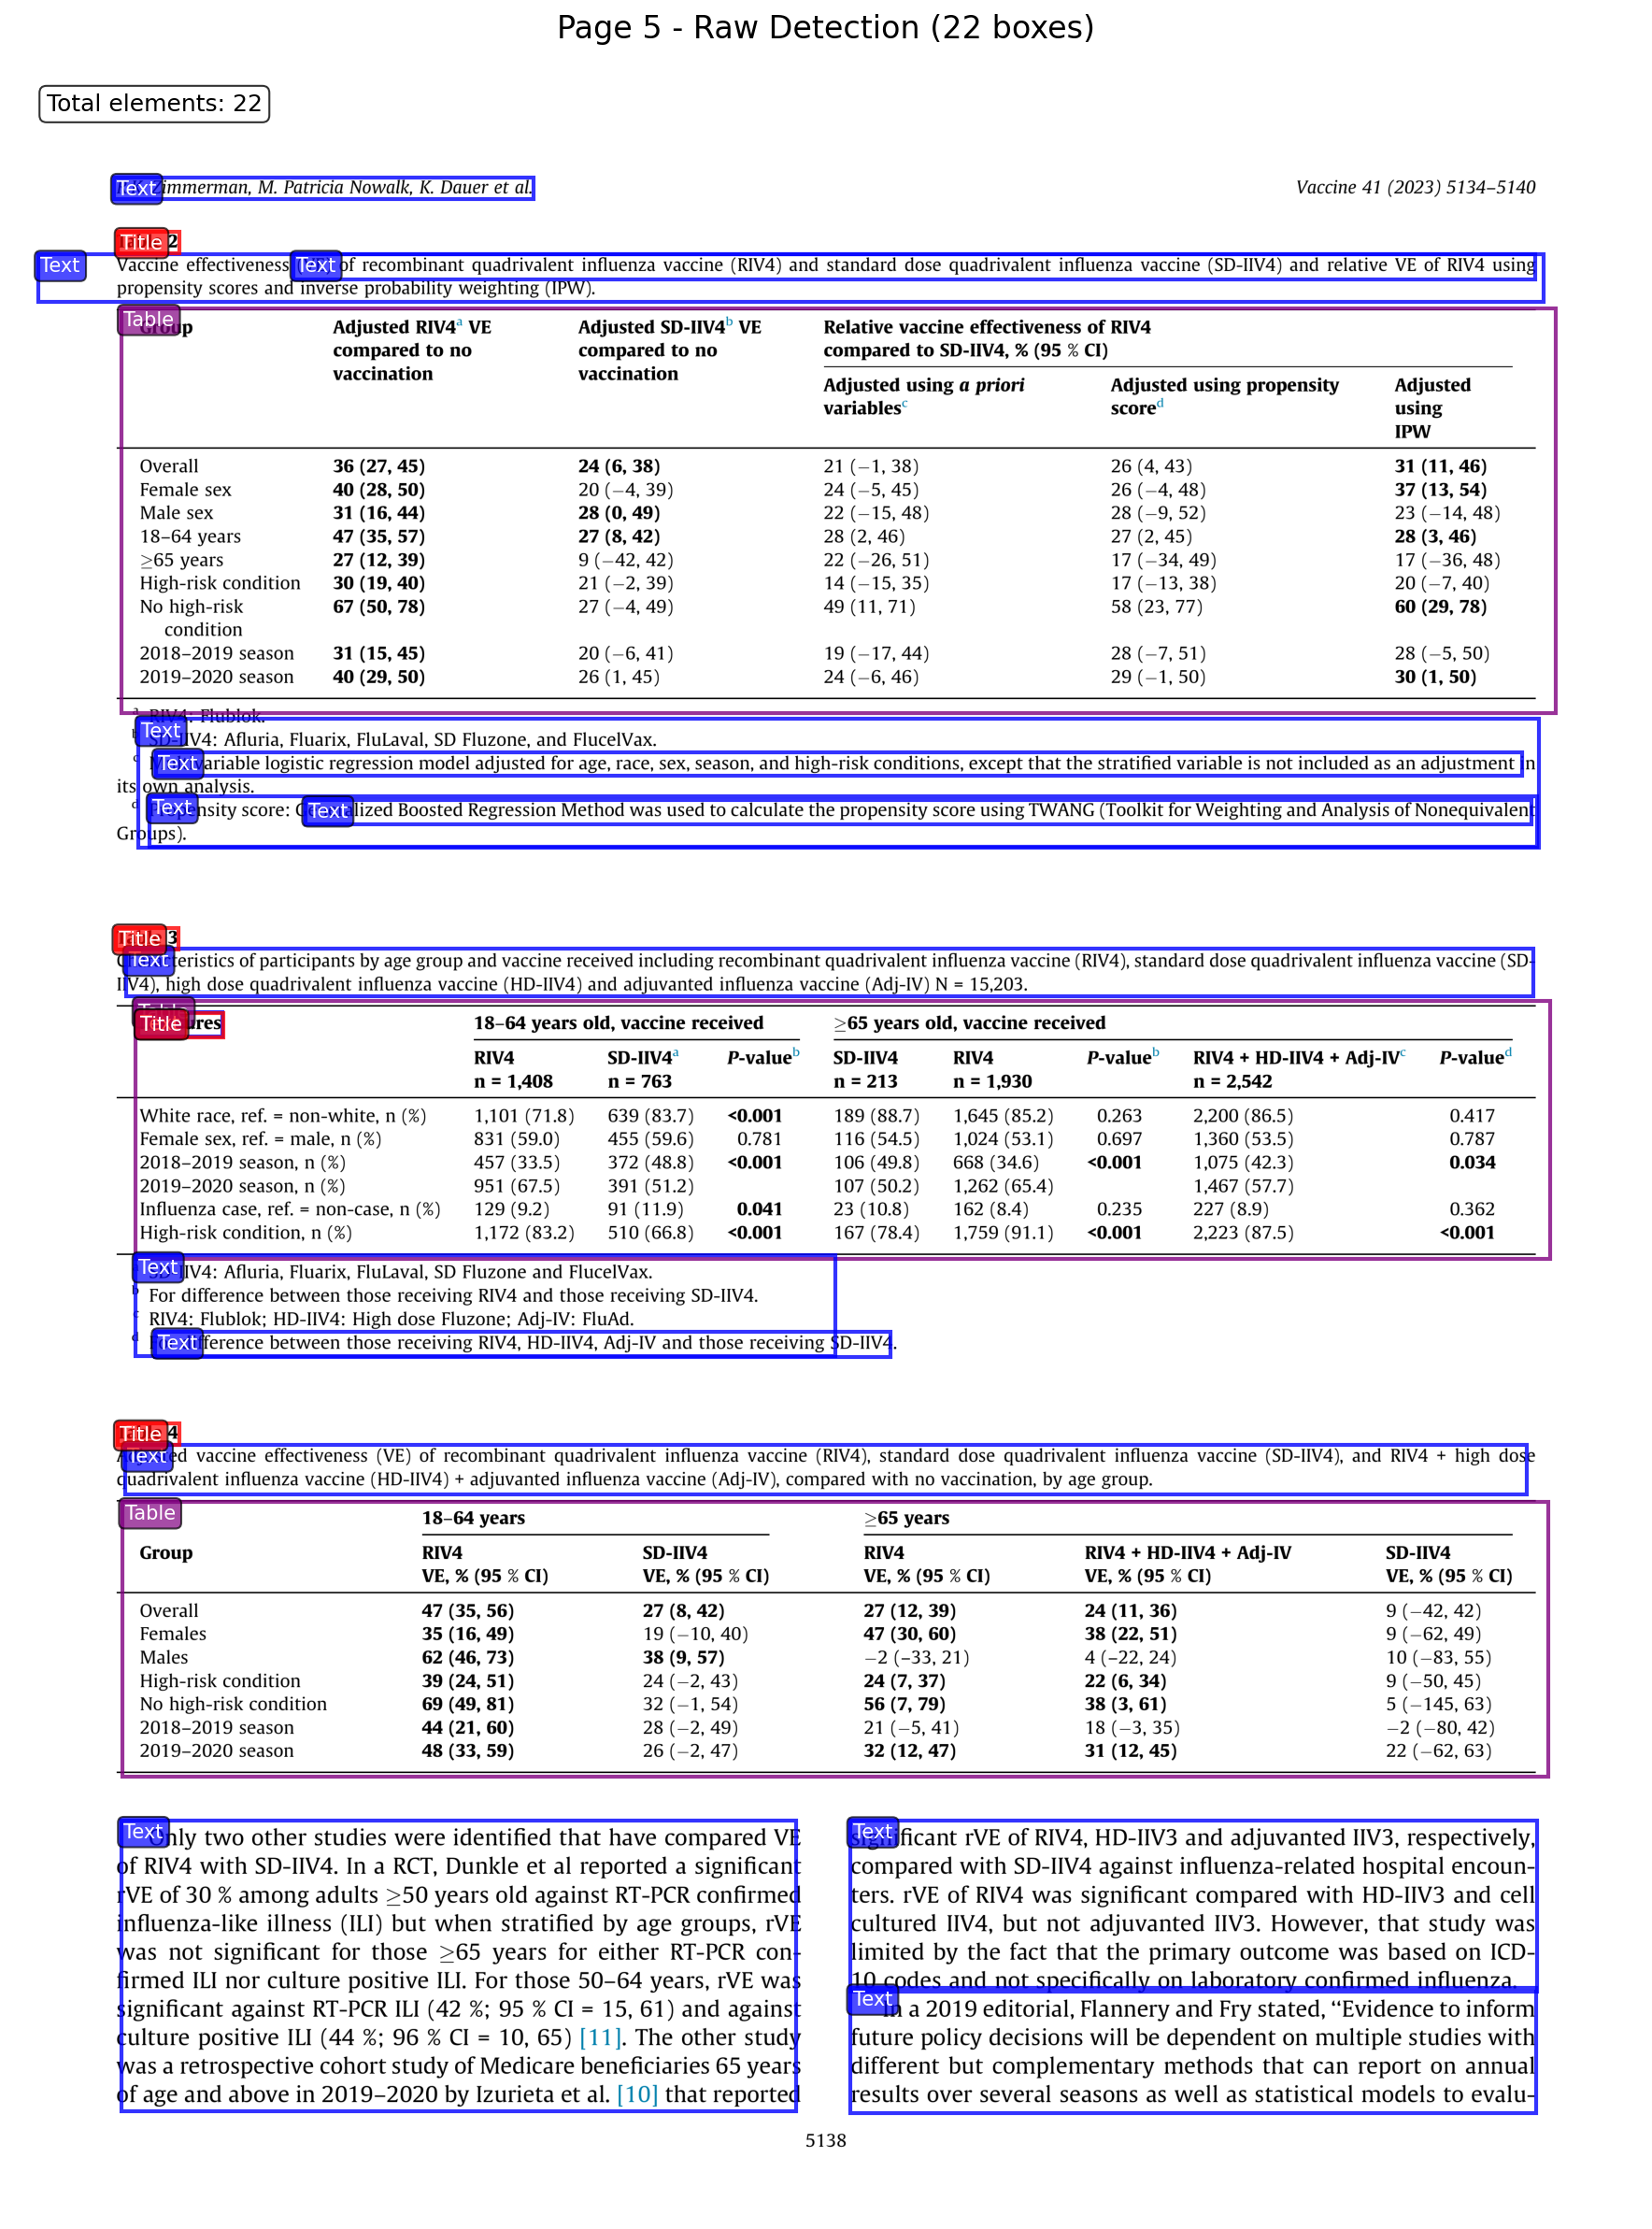 Page 5 - Raw Detection (22 boxes)
Total elements: 22
Text Zimmerman, M. Patricia Nowalk, K. Dauer et al.
Vaccine 41 (2023) 5134–5140
Title 2
Text Vaccine effectiveness Text of recombinant quadrivalent influenza vaccine (RIV4) and standard dose quadrivalent influenza vaccine (SD-IIV4) and relative VE of RIV4 using
propensity scores and inverse probability weighting (IPW).
Table
Group Adjusted RIV4a VE compared to no vaccination Adjusted SD-IIV4b VE compared to no vaccination Relative vaccine effectiveness of RIV4 compared to SD-IIV4, % (95 % CI)
Adjusted using a priori variablesc Adjusted using propensity scored Adjusted using IPW
Overall 36 (27, 45) 24 (6, 38) 21 (−1, 38) 26 (4, 43) 31 (11, 46)
Female sex 40 (28, 50) 20 (−4, 39) 24 (−5, 45) 26 (−4, 48) 37 (13, 54)
Male sex 31 (16, 44) 28 (0, 49) 22 (−15, 48) 28 (−9, 52) 23 (−14, 48)
18–64 years 47 (35, 57) 27 (8, 42) 28 (2, 46) 27 (2, 45) 28 (3, 46)
≥65 years 27 (12, 39) 9 (−42, 42) 22 (−26, 51) 17 (−34, 49) 17 (−36, 48)
High-risk condition 30 (19, 40) 21 (−2, 39) 14 (−15, 35) 17 (−13, 38) 20 (−7, 40)
No high-risk condition 67 (50, 78) 27 (−4, 49) 49 (11, 71) 58 (23, 77) 60 (29, 78)
2018–2019 season 31 (15, 45) 20 (−6, 41) 19 (−17, 44) 28 (−7, 51) 28 (−5, 50)
2019–2020 season 40 (29, 50) 26 (1, 45) 24 (−6, 46) 29 (−1, 50) 30 (1, 50)
a RIV4: Flublok.
Text
b SD-IIV4: Afluria, Fluarix, FluLaval, SD Fluzone, and FlucelVax.
c Text variable logistic regression model adjusted for age, race, sex, season, and high-risk conditions, except that the stratified variable is not included as an adjustment in
its own analysis.
d Text Propensity score: Text Generalized Boosted Regression Method was used to calculate the propensity score using TWANG (Toolkit for Weighting and Analysis of Nonequivalent
Groups).
Title 3
Text Characteristics of participants by age group and vaccine received including recombinant quadrivalent influenza vaccine (RIV4), standard dose quadrivalent influenza vaccine (SD-
IIV4), high dose quadrivalent influenza vaccine (HD-IIV4) and adjuvanted influenza vaccine (Adj-IV) N = 15,203.
Table
Title 18–64 years old, vaccine received ≥65 years old, vaccine received
RIV4 n = 1,408 SD-IIV4a n = 763 P-valueb SD-IIV4 n = 213 RIV4 n = 1,930 P-valueb RIV4 + HD-IIV4 + Adj-IVc n = 2,542 P-valued
White race, ref. = non-white, n (%) 1,101 (71.8) 639 (83.7) <0.001 189 (88.7) 1,645 (85.2) 0.263 2,200 (86.5) 0.417
Female sex, ref. = male, n (%) 831 (59.0) 455 (59.6) 0.781 116 (54.5) 1,024 (53.1) 0.697 1,360 (53.5) 0.787
2018–2019 season, n (%) 457 (33.5) 372 (48.8) <0.001 106 (49.8) 668 (34.6) <0.001 1,075 (42.3) 0.034
2019–2020 season, n (%) 951 (67.5) 391 (51.2) 107 (50.2) 1,262 (65.4) 1,467 (57.7)
Influenza case, ref. = non-case, n (%) 129 (9.2) 91 (11.9) 0.041 23 (10.8) 162 (8.4) 0.235 227 (8.9) 0.362
High-risk condition, n (%) 1,172 (83.2) 510 (66.8) <0.001 167 (78.4) 1,759 (91.1) <0.001 2,223 (87.5) <0.001
Text SD-IIV4: Afluria, Fluarix, FluLaval, SD Fluzone and FlucelVax.
b For difference between those receiving RIV4 and those receiving SD-IIV4.
c RIV4: Flublok; HD-IIV4: High dose Fluzone; Adj-IV: FluAd.
d Text For difference between those receiving RIV4, HD-IIV4, Adj-IV and those receiving SD-IIV4.
Title 4
Text Adjusted vaccine effectiveness (VE) of recombinant quadrivalent influenza vaccine (RIV4), standard dose quadrivalent influenza vaccine (SD-IIV4), and RIV4 + high dose
quadrivalent influenza vaccine (HD-IIV4) + adjuvanted influenza vaccine (Adj-IV), compared with no vaccination, by age group.
Table 18–64 years ≥65 years
Group RIV4 VE, % (95 % CI) SD-IIV4 VE, % (95 % CI) RIV4 VE, % (95 % CI) RIV4 + HD-IIV4 + Adj-IV VE, % (95 % CI) SD-IIV4 VE, % (95 % CI)
Overall 47 (35, 56) 27 (8, 42) 27 (12, 39) 24 (11, 36) 9 (−42, 42)
Females 35 (16, 49) 19 (−10, 40) 47 (30, 60) 38 (22, 51) 9 (−62, 49)
Males 62 (46, 73) 38 (9, 57) −2 (–33, 21) 4 (–22, 24) 10 (−83, 55)
High-risk condition 39 (24, 51) 24 (−2, 43) 24 (7, 37) 22 (6, 34) 9 (−50, 45)
No high-risk condition 69 (49, 81) 32 (−1, 54) 56 (7, 79) 38 (3, 61) 5 (−145, 63)
2018–2019 season 44 (21, 60) 28 (−2, 49) 21 (−5, 41) 18 (−3, 35) −2 (−80, 42)
2019–2020 season 48 (33, 59) 26 (−2, 47) 32 (12, 47) 31 (12, 45) 22 (−62, 63)
Text Only two other studies were identified that have compared VE
of RIV4 with SD-IIV4. In a RCT, Dunkle et al reported a significant
rVE of 30 % among adults ≥50 years old against RT-PCR confirmed
influenza-like illness (ILI) but when stratified by age groups, rVE
was not significant for those ≥65 years for either RT-PCR con-
firmed ILI nor culture positive ILI. For those 50–64 years, rVE was
significant against RT-PCR ILI (42 %; 95 % CI = 15, 61) and against
culture positive ILI (44 %; 96 % CI = 10, 65) [11]. The other study
was a retrospective cohort study of Medicare beneficiaries 65 years
of age and above in 2019–2020 by Izurieta et al. [10] that reported
Text significant rVE of RIV4, HD-IIV3 and adjuvanted IIV3, respectively,
compared with SD-IIV4 against influenza-related hospital encoun-
ters. rVE of RIV4 was significant compared with HD-IIV3 and cell
cultured IIV4, but not adjuvanted IIV3. However, that study was
limited by the fact that the primary outcome was based on ICD-
10 codes and not specifically on laboratory confirmed influenza.
Text In a 2019 editorial, Flannery and Fry stated, “Evidence to inform
future policy decisions will be dependent on multiple studies with
different but complementary methods that can report on annual
results over several seasons as well as statistical models to evalu-
5138